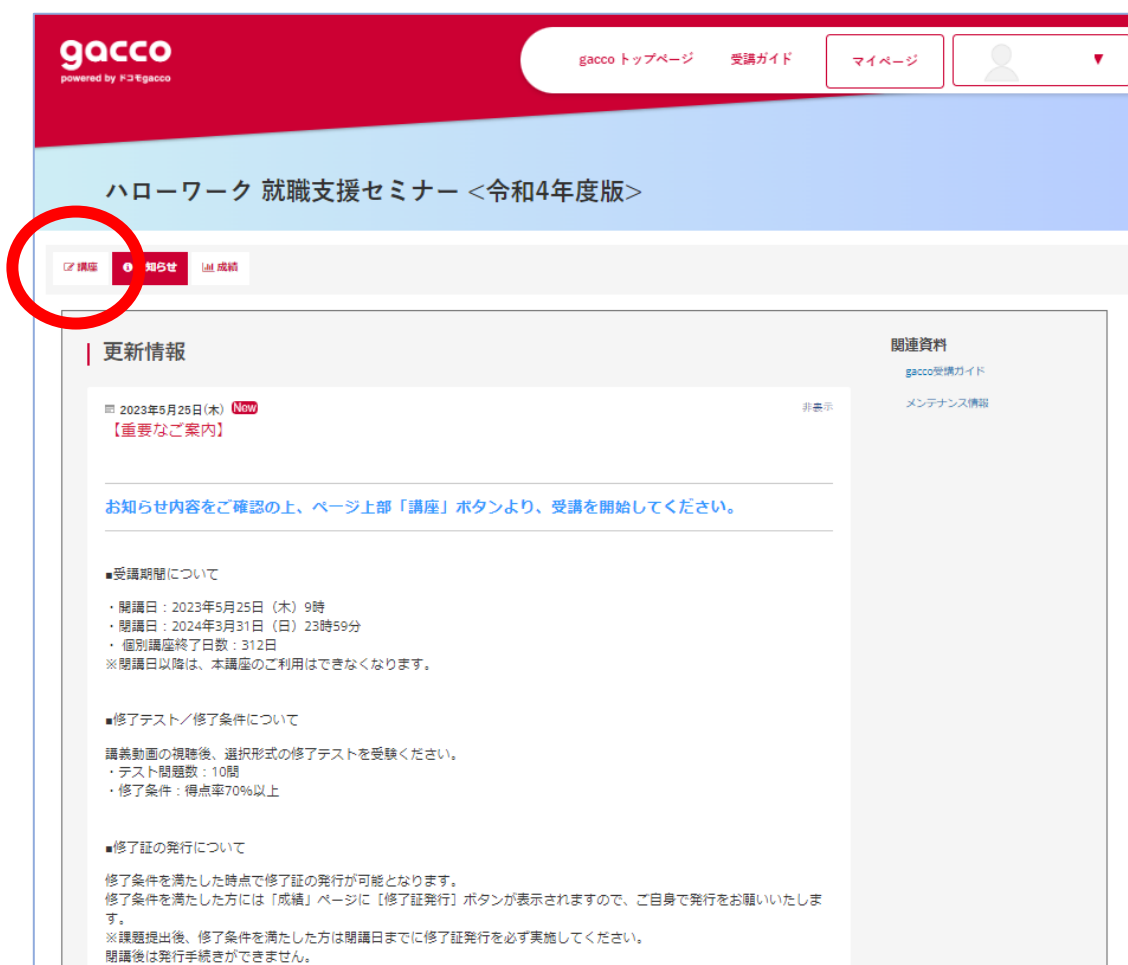 gacco
powered by ドコモgacco
gacco トップページ 受講ガイド マイページ ▼
ハローワーク 就職支援セミナー <令和4年度版>
講座 知らせ 成績
更新情報
2023年5月25日(木) New 非表示
【重要なご案内】
お知らせ内容をご確認の上、ページ上部「講座」ボタンより、受講を開始してください。
■受講期間について
・開講日：2023年5月25日（木）9時
・閉講日：2024年3月31日（日）23時59分
・ 個別講座終了日数：312日
※閉講日以降は、本講座のご利用はできなくなります。
■修了テスト／修了条件について
講義動画の視聴後、選択形式の修了テストを受験ください。
・テスト問題数：10問
・修了条件：得点率70%以上
■修了証の発行について
修了条件を満たした時点で修了証の発行が可能となります。
修了条件を満たした方には「成績」ページに［修了証発行］ボタンが表示されますので、ご自身で発行をお願いいたしま
す。
※課題提出後、修了条件を満たした方は閉講日までに修了証発行を必ず実施してください。
閉講後は発行手続きができません。
関連資料
gacco受講ガイド
メンテナンス情報